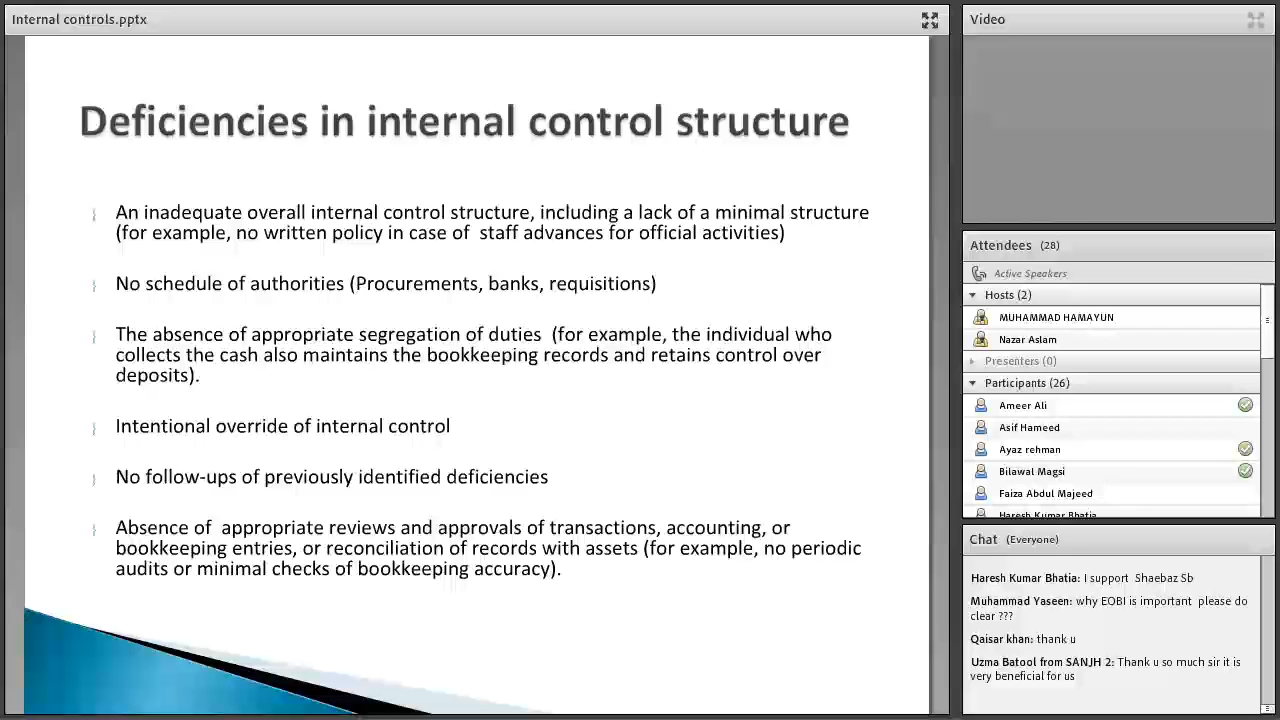 Internal controls.pptx
Deficiencies in internal control structure
An inadequate overall internal control structure, including a lack of a minimal structure
(for example, no written policy in case of staff advances for official activities)
No schedule of authorities (Procurements, banks, requisitions)
The absence of appropriate segregation of duties (for example, the individual who
collects the cash also maintains the bookkeeping records and retains control over
deposits).
Intentional override of internal control
No follow-ups of previously identified deficiencies
Absence of appropriate reviews and approvals of transactions, accounting, or
bookkeeping entries, or reconciliation of records with assets (for example, no periodic
audits or minimal checks of bookkeeping accuracy).
Video
Attendees (28)
Active Speakers
Hosts (2)
MUHAMMAD HAMAYUN
Nazar Aslam
Presenters (0)
Participants (26)
Ameer Ali
Asif Hameed
Ayaz rehman
Bilawal Magsi
Faiza Abdul Majeed
Haresh Kumar Bhatia
Chat (Everyone)
Haresh Kumar Bhatia: I support Shaebaz Sb
Muhammad Yaseen: why EOBI is important please do
clear ???
Qaisar khan: thank u
Uzma Batool from SANJH 2: Thank u so much sir it is
very beneficial for us